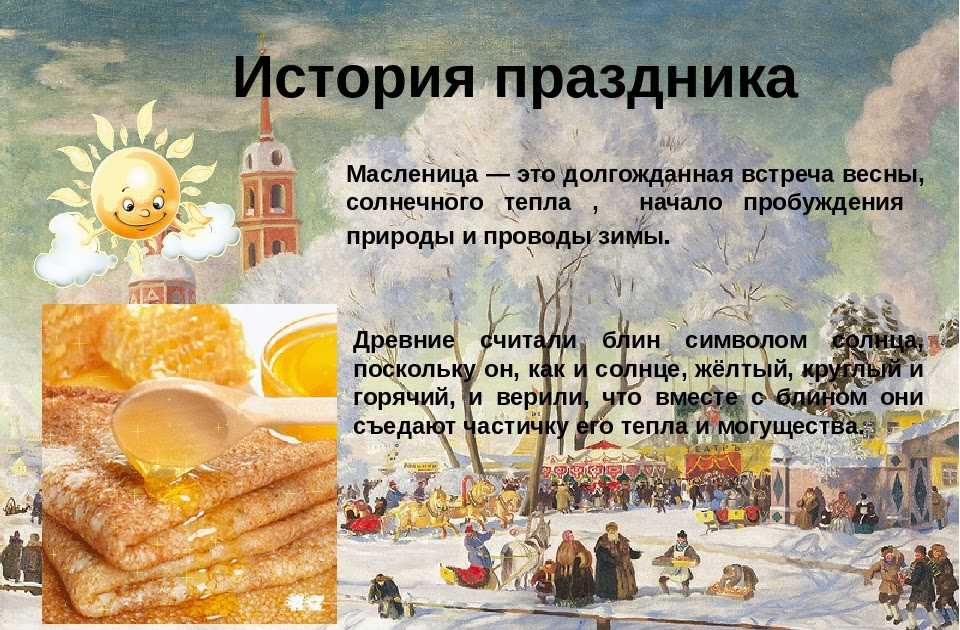 История праздника
Масленица — это долгожданная встреча весны,
солнечного тепла , начало пробуждения
природы и проводы зимы.
Древние считали блин символом солнца,
поскольку он, как и солнце, жёлтый, круглый и
горячий, и верили, что вместе с блином они
съедают частичку его тепла и могущества.
ТЕАТРЪ